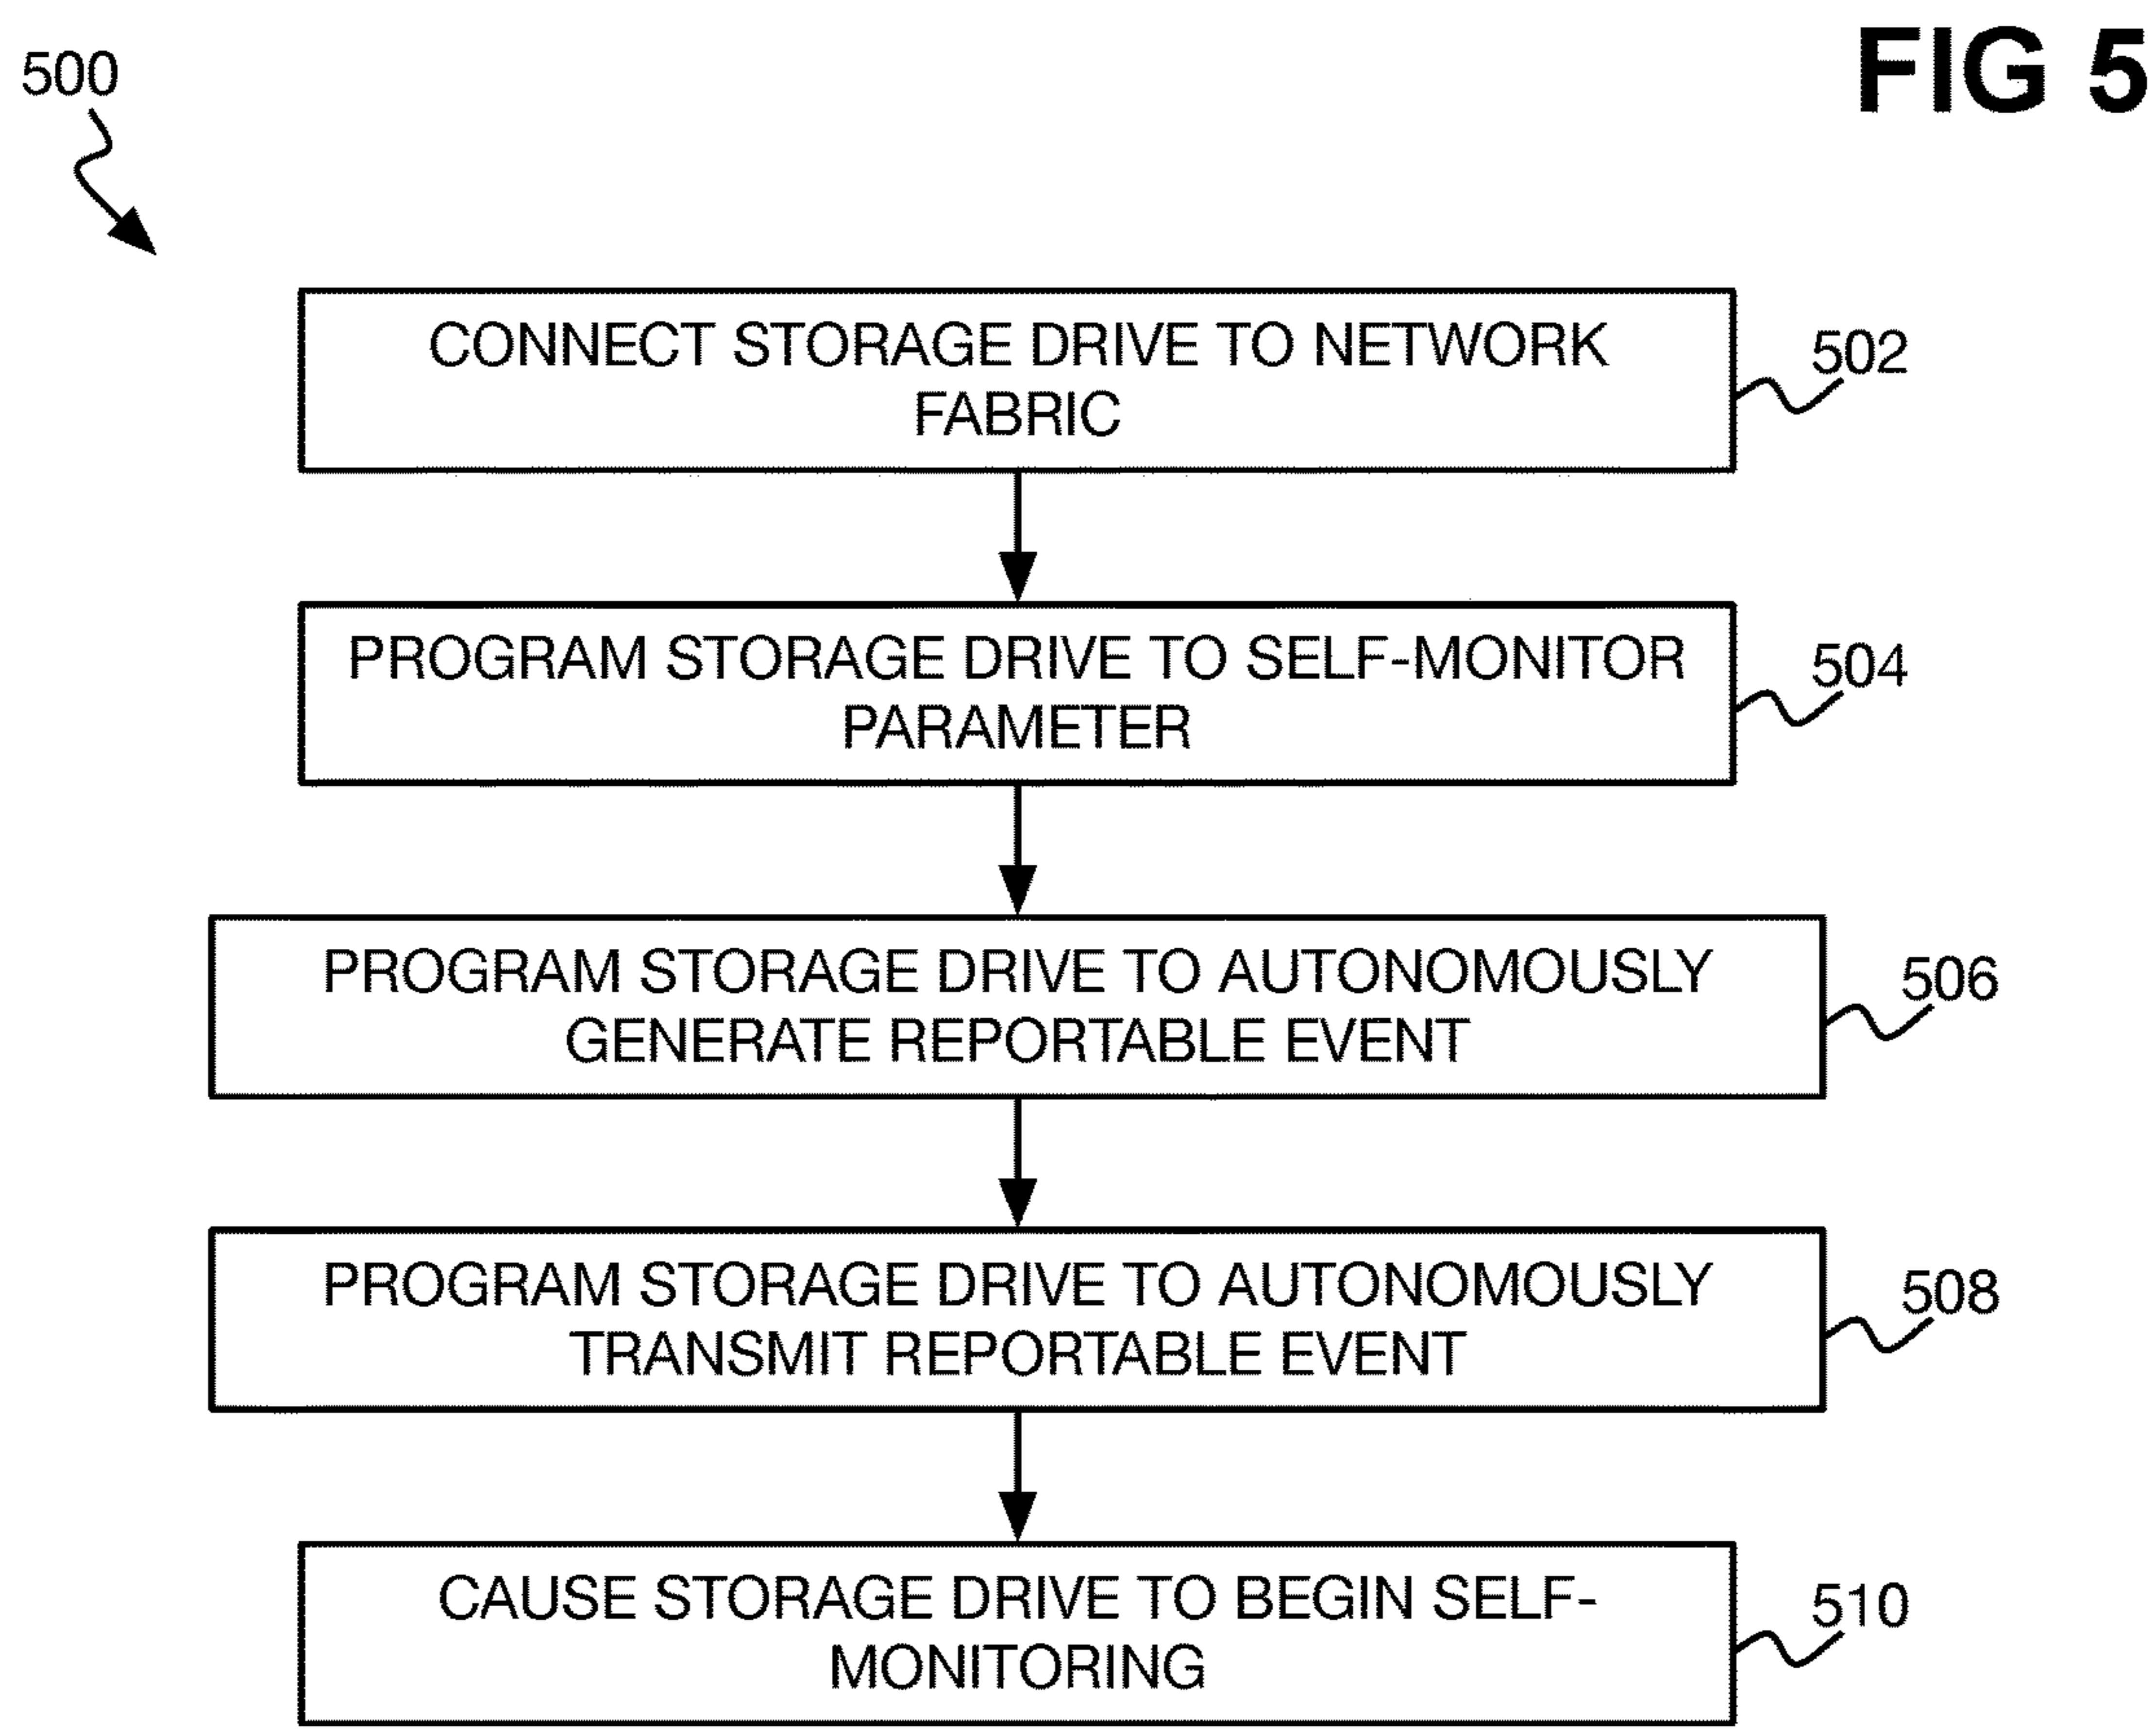 FIG 5
500
CONNECT STORAGE DRIVE TO NETWORK
FABRIC
502
PROGRAM STORAGE DRIVE TO SELF-MONITOR
PARAMETER
504
PROGRAM STORAGE DRIVE TO AUTONOMOUSLY
GENERATE REPORTABLE EVENT
506
PROGRAM STORAGE DRIVE TO AUTONOMOUSLY
TRANSMIT REPORTABLE EVENT
508
CAUSE STORAGE DRIVE TO BEGIN SELF-
MONITORING
510